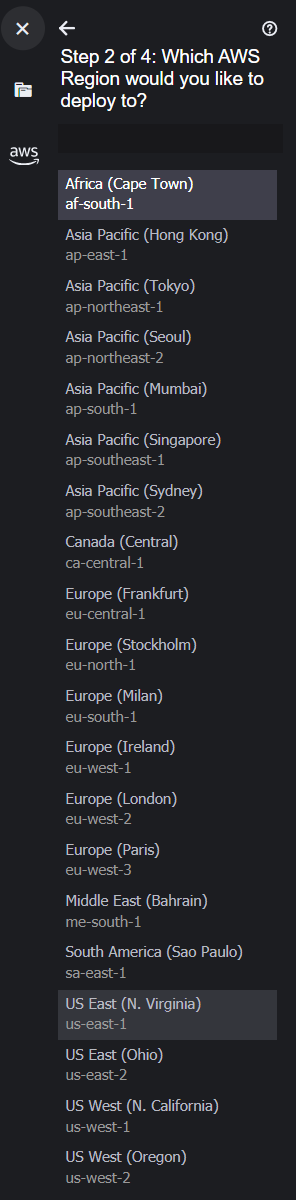 Step 2 of 4: Which AWS
Region would you like to
deploy to?
aws
Africa (Cape Town)
af-south-1
Asia Pacific (Hong Kong)
ap-east-1
Asia Pacific (Tokyo)
ap-northeast-1
Asia Pacific (Seoul)
ap-northeast-2
Asia Pacific (Mumbai)
ap-south-1
Asia Pacific (Singapore)
ap-southeast-1
Asia Pacific (Sydney)
ap-southeast-2
Canada (Central)
ca-central-1
Europe (Frankfurt)
eu-central-1
Europe (Stockholm)
eu-north-1
Europe (Milan)
eu-south-1
Europe (Ireland)
eu-west-1
Europe (London)
eu-west-2
Europe (Paris)
eu-west-3
Middle East (Bahrain)
me-south-1
South America (Sao Paulo)
sa-east-1
US East (N. Virginia)
us-east-1
US East (Ohio)
us-east-2
US West (N. California)
us-west-1
US West (Oregon)
us-west-2